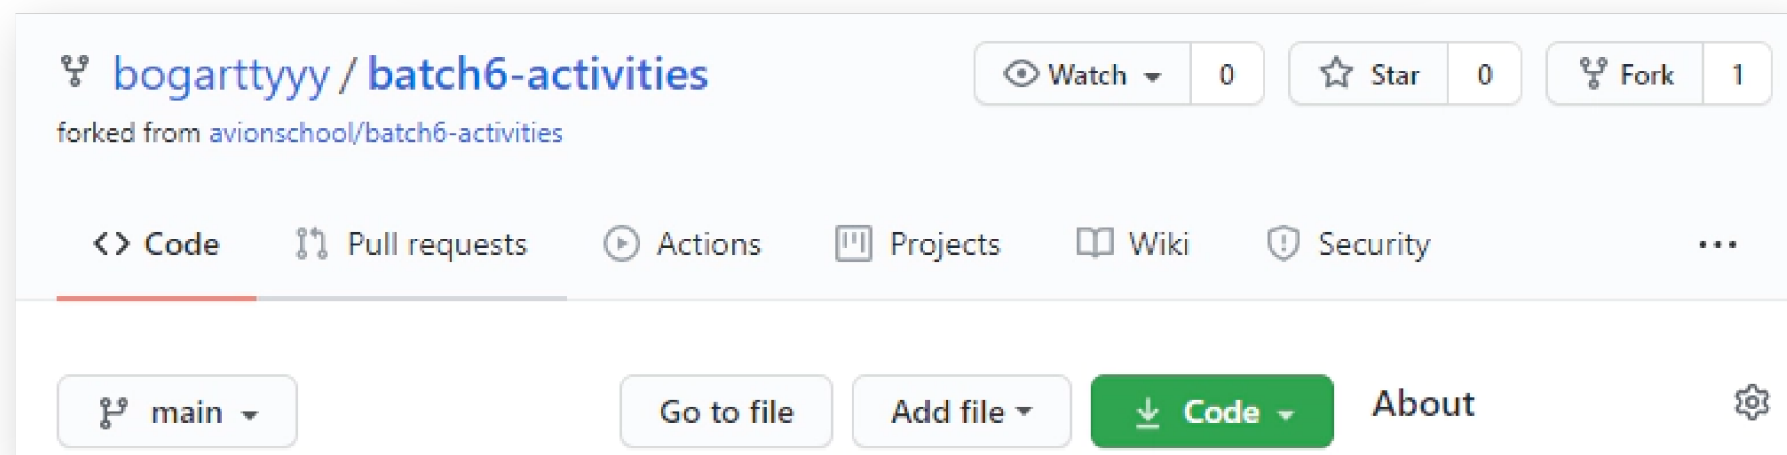 bogarttyyy / batch6-activities Watch 0 Star 0 Fork 1
forked from avionschool/batch6-activities
<> Code Pull requests Actions Projects Wiki Security ...
main Go to file Add file Code About